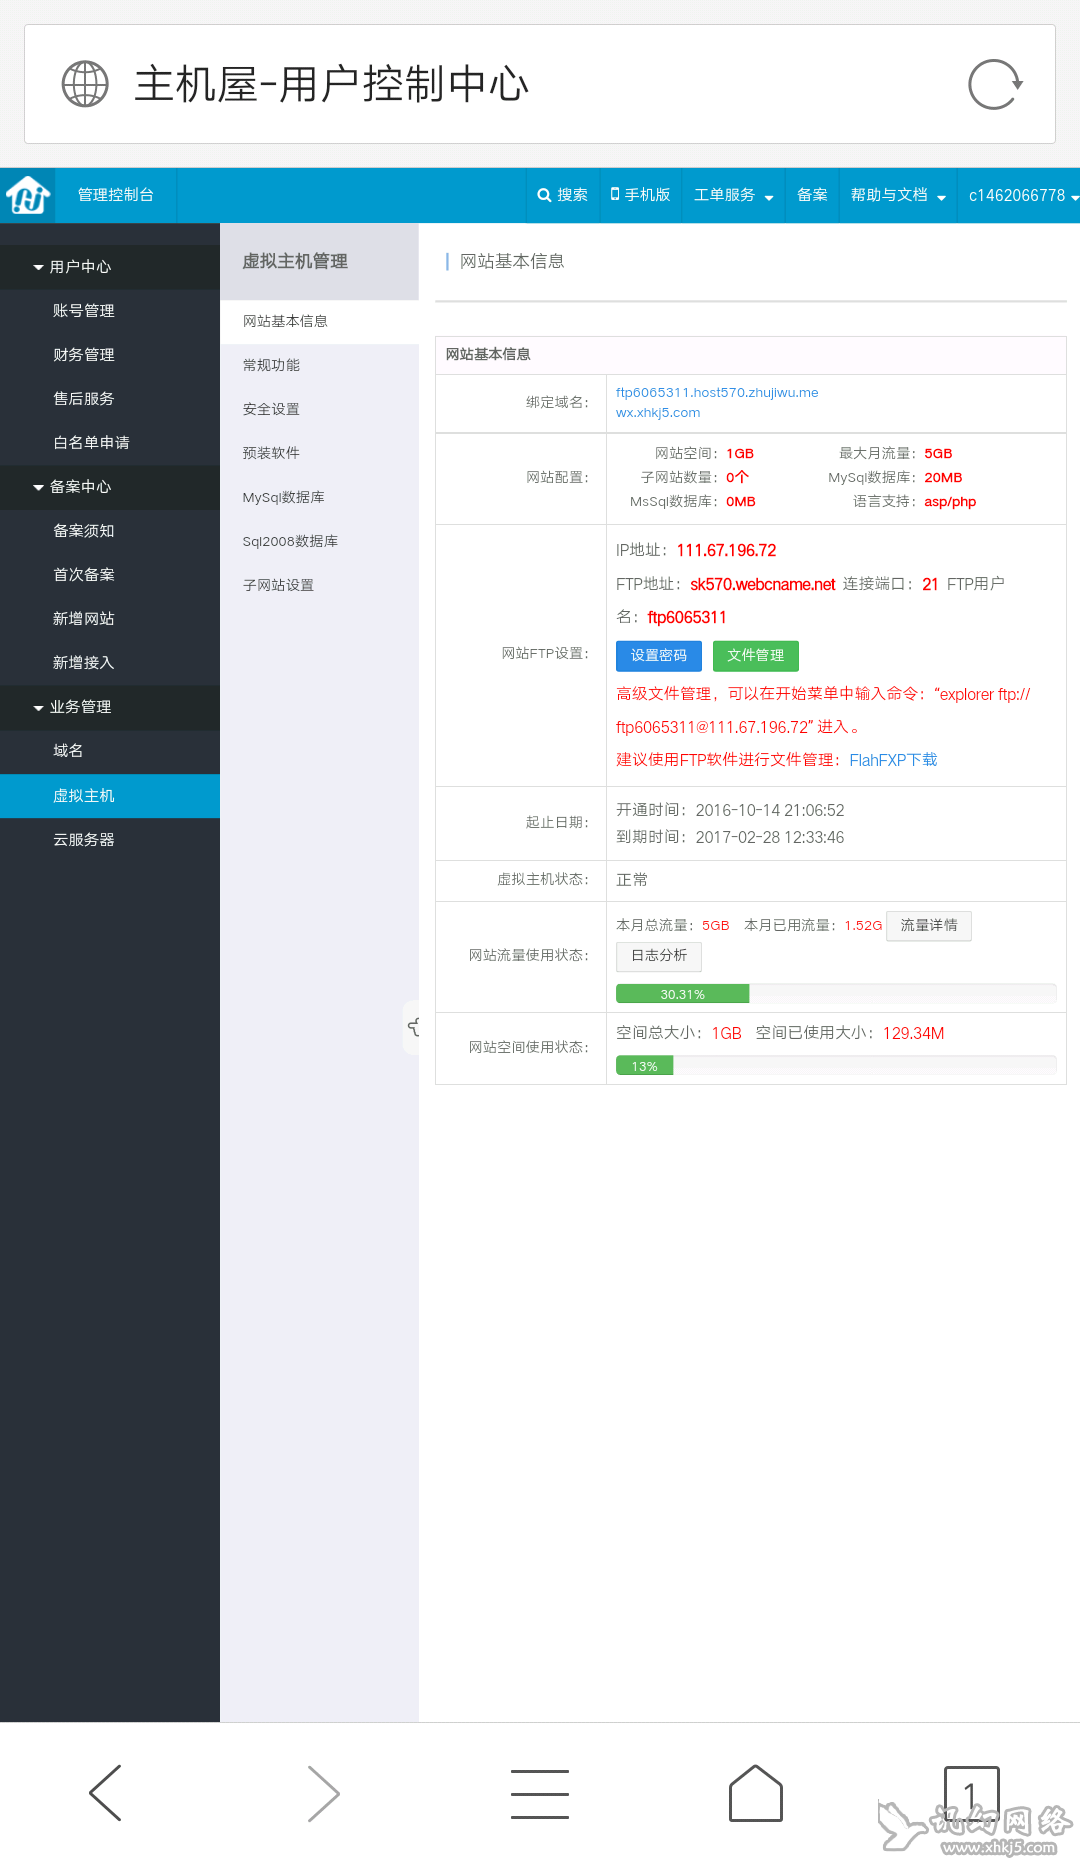 主机屋-用户控制中心
管理控制台
搜索
手机版
工单服务
备案
帮助与文档
c1462066778
用户中心
账号管理
财务管理
售后服务
白名单申请
备案中心
备案须知
首次备案
新增网站
新增接入
业务管理
域名
虚拟主机
云服务器
虚拟主机管理
网站基本信息
常规功能
安全设置
预装软件
MySql数据库
Sql2008数据库
子网站设置
网站基本信息
网站基本信息
绑定域名：
ftp6065311.host570.zhujiwu.me
wx.xhkj5.com
网站配置：
网站空间：1GB 最大月流量：5GB
子网站数量：0个 MySql数据库：20MB
MsSql数据库：0MB 语言支持：asp/php
网站FTP设置：
IP地址：111.67.196.72
FTP地址：sk570.webcname.net 连接端口：21 FTP用户
名：ftp6065311
设置密码 文件管理
高级文件管理，可以在开始菜单中输入命令：“explorer ftp://
ftp6065311@111.67.196.72” 进入。
建议使用FTP软件进行文件管理：FlahFXP下载
起止日期：
开通时间：2016-10-14 21:06:52
到期时间：2017-02-28 12:33:46
虚拟主机状态：
正常
网站流量使用状态：
本月总流量：5GB 本月已用流量：1.52G 流量详情
日志分析
30.31%
网站空间使用状态：
空间总大小：1GB 空间已使用大小：129.34M
13%
1
讯幻网络
www.xhkj5.com